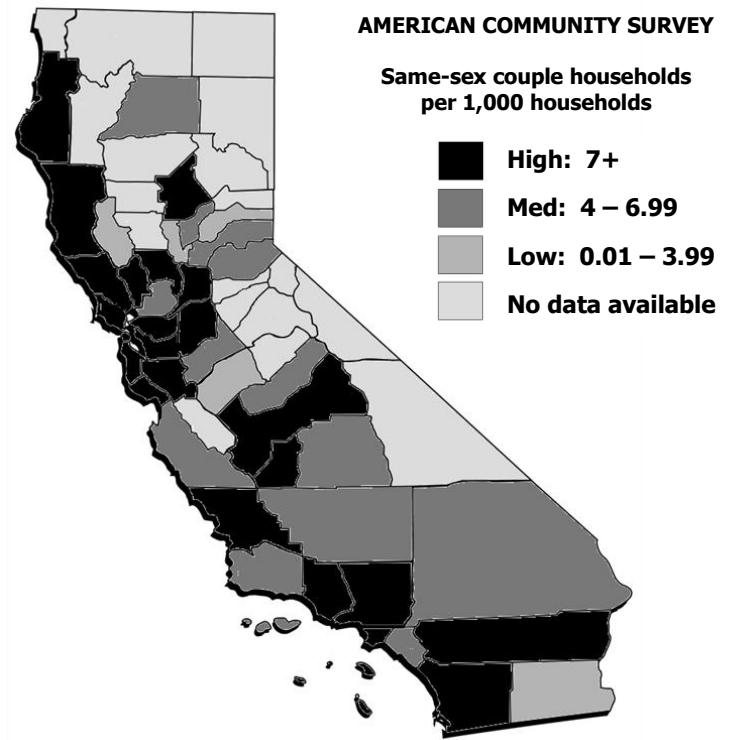 AMERICAN COMMUNITY SURVEY
Same-sex couple households
per 1,000 households
High: 7+
Med: 4 – 6.99
Low: 0.01 – 3.99
No data available